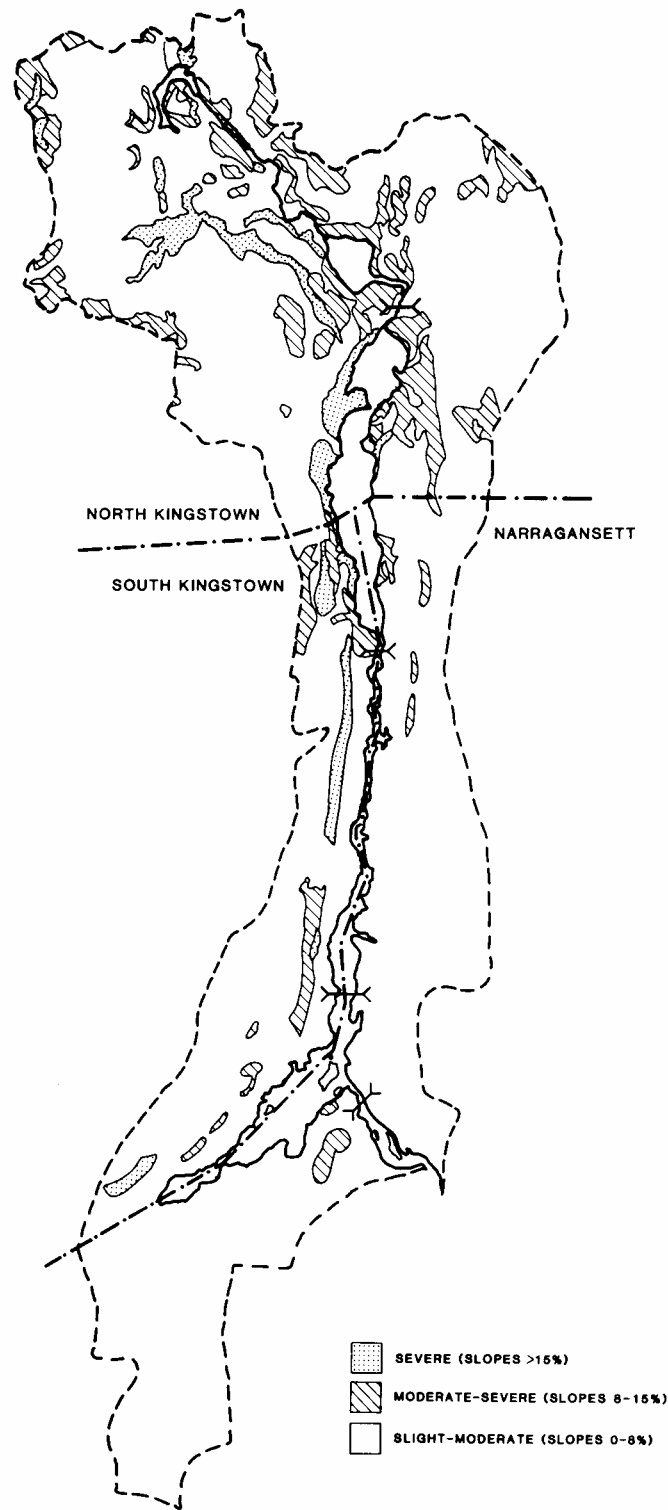 NORTH KINGSTOWN
NARRAGANSETT
SOUTH KINGSTOWN
SEVERE (SLOPES >15%)
MODERATE-SEVERE (SLOPES 8-15%)
SLIGHT-MODERATE (SLOPES 0-8%)